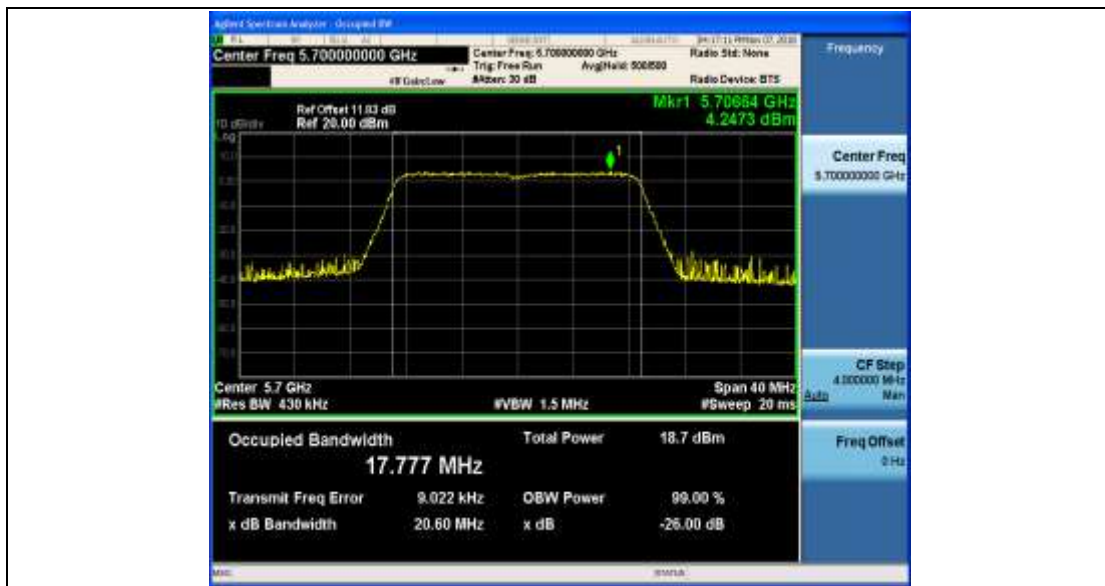 Agilent Spectrum Analyzer - Occupied BW
Center Freq 5.700000000 GHz
Center Freq: 5.700000000 GHz
Radio Std: None
Trig: Free Run
Avg|Hold: 500/500
#IFGain:Low
#Atten: 30 dB
Radio Device: BTS
Frequency
Mkr1 5.70664 GHz
4.2473 dBm
Ref Offset 11.83 dB
10 dB/div
Ref 20.00 dBm
Log
1
Center Freq
5.700000000 GHz
Center 5.7 GHz
Span 40 MHz
#Res BW 430 kHz
#VBW 1.5 MHz
#Sweep 20 ms
CF Step
4.000000 MHz
Auto
Man
Occupied Bandwidth
Total Power
18.7 dBm
17.777 MHz
Freq Offset
0 Hz
Transmit Freq Error
9.022 kHz
OBW Power
99.00 %
x dB Bandwidth
20.60 MHz
x dB
-26.00 dB
MSG
STATUS